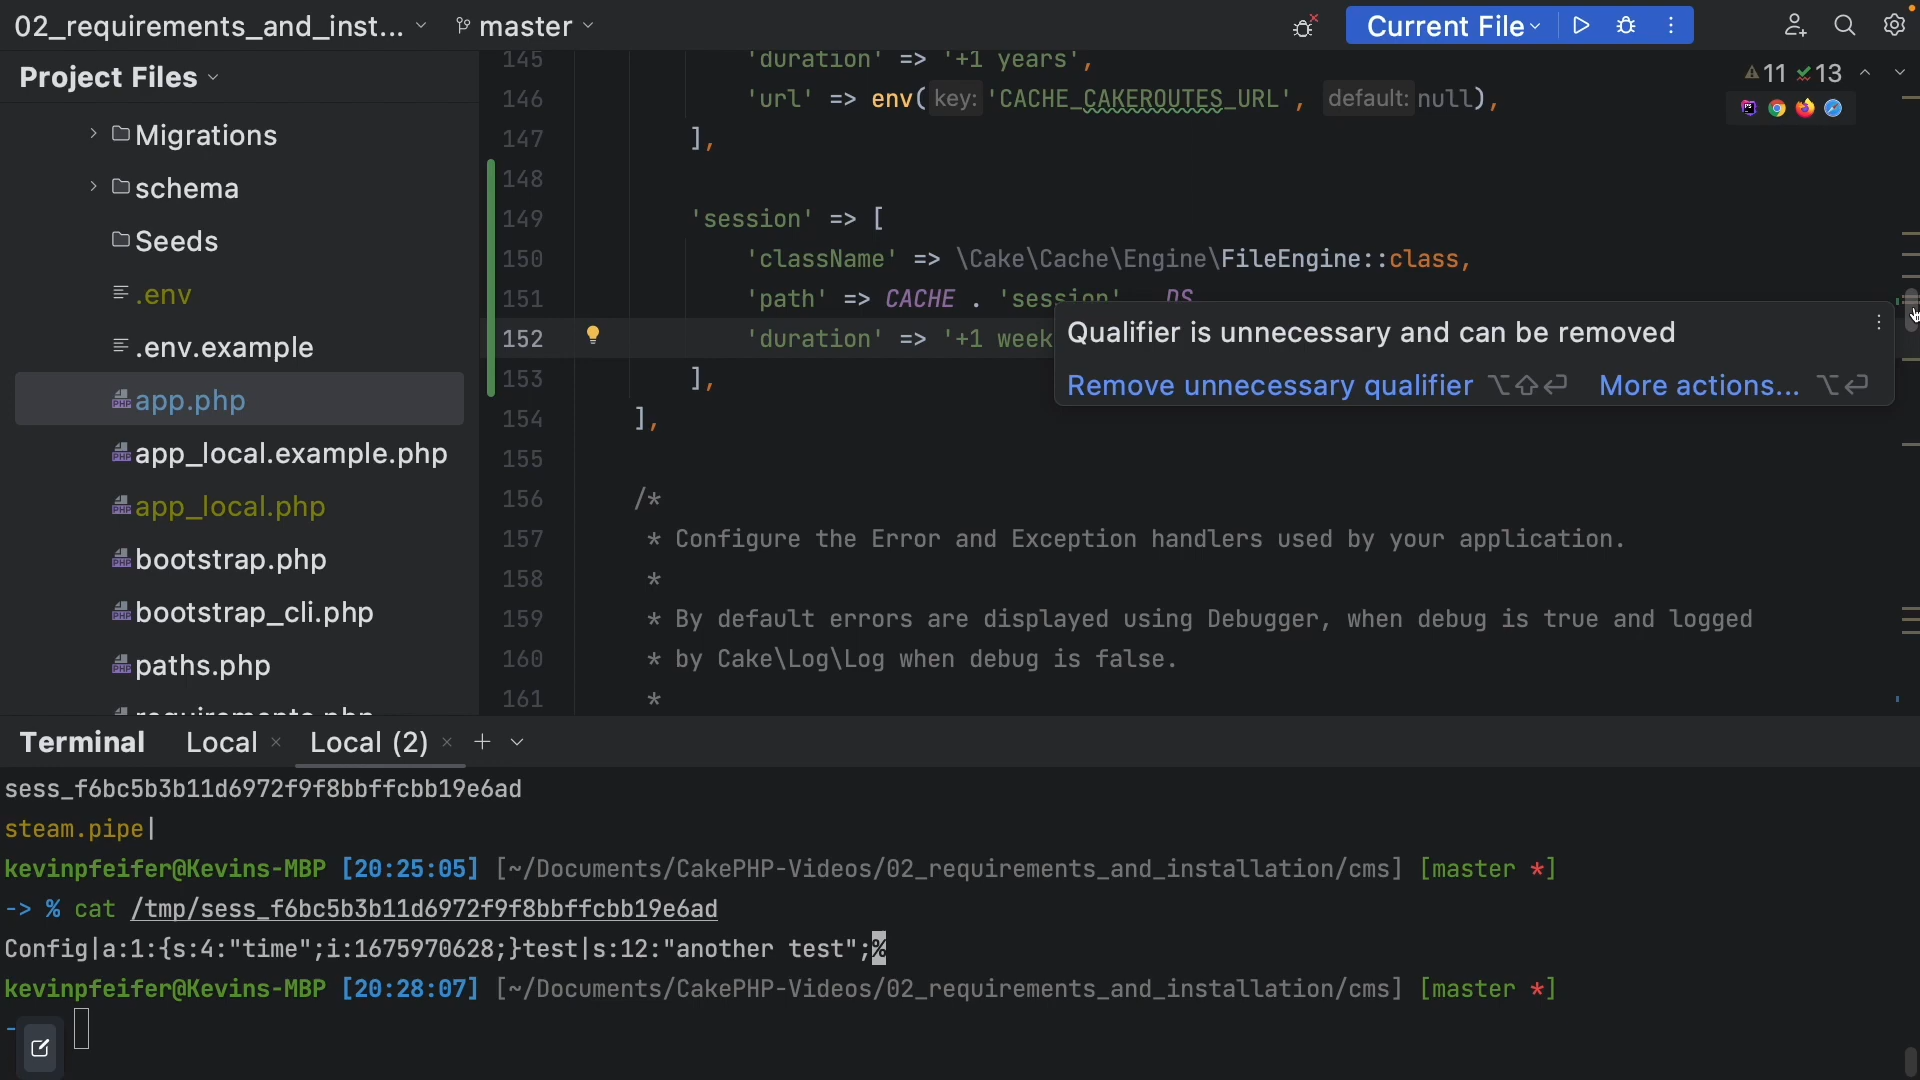 02_requirements_and_inst... master Current File
Project Files
Migrations
schema
Seeds
.env
.env.example
app.php
app_local.example.php
app_local.php
bootstrap.php
bootstrap_cli.php
paths.php
requirements.php
11 13
145 'duration' => '+1 years',
146 'url' => env( key: 'CACHE_CAKEROUTES_URL', default: null),
147 ],
148
149 'session' => [
150 'className' => \Cake\Cache\Engine\FileEngine::class,
151 'path' => CACHE . 'session' . DS
152 'duration' => '+1 week
153 ],
154 ],
155
156 /*
157 * Configure the Error and Exception handlers used by your application.
158 *
159 * By default errors are displayed using Debugger, when debug is true and logged
160 * by Cake\Log\Log when debug is false.
161 *
Qualifier is unnecessary and can be removed
Remove unnecessary qualifier ⌥⇧⏎ More actions... ⌥⏎
Terminal Local × Local (2) × +
sess_f6bc5b3b11d6972f9f8bbffcbb19e6ad
steam.pipe|
kevinpfeifer@Kevins-MBP [20:25:05] [~/Documents/CakePHP-Videos/02_requirements_and_installation/cms] [master *]
-> % cat /tmp/sess_f6bc5b3b11d6972f9f8bbffcbb19e6ad
Config|a:1:{s:4:"time";i:1675970628;}test|s:12:"another test";%
kevinpfeifer@Kevins-MBP [20:28:07] [~/Documents/CakePHP-Videos/02_requirements_and_installation/cms] [master *]